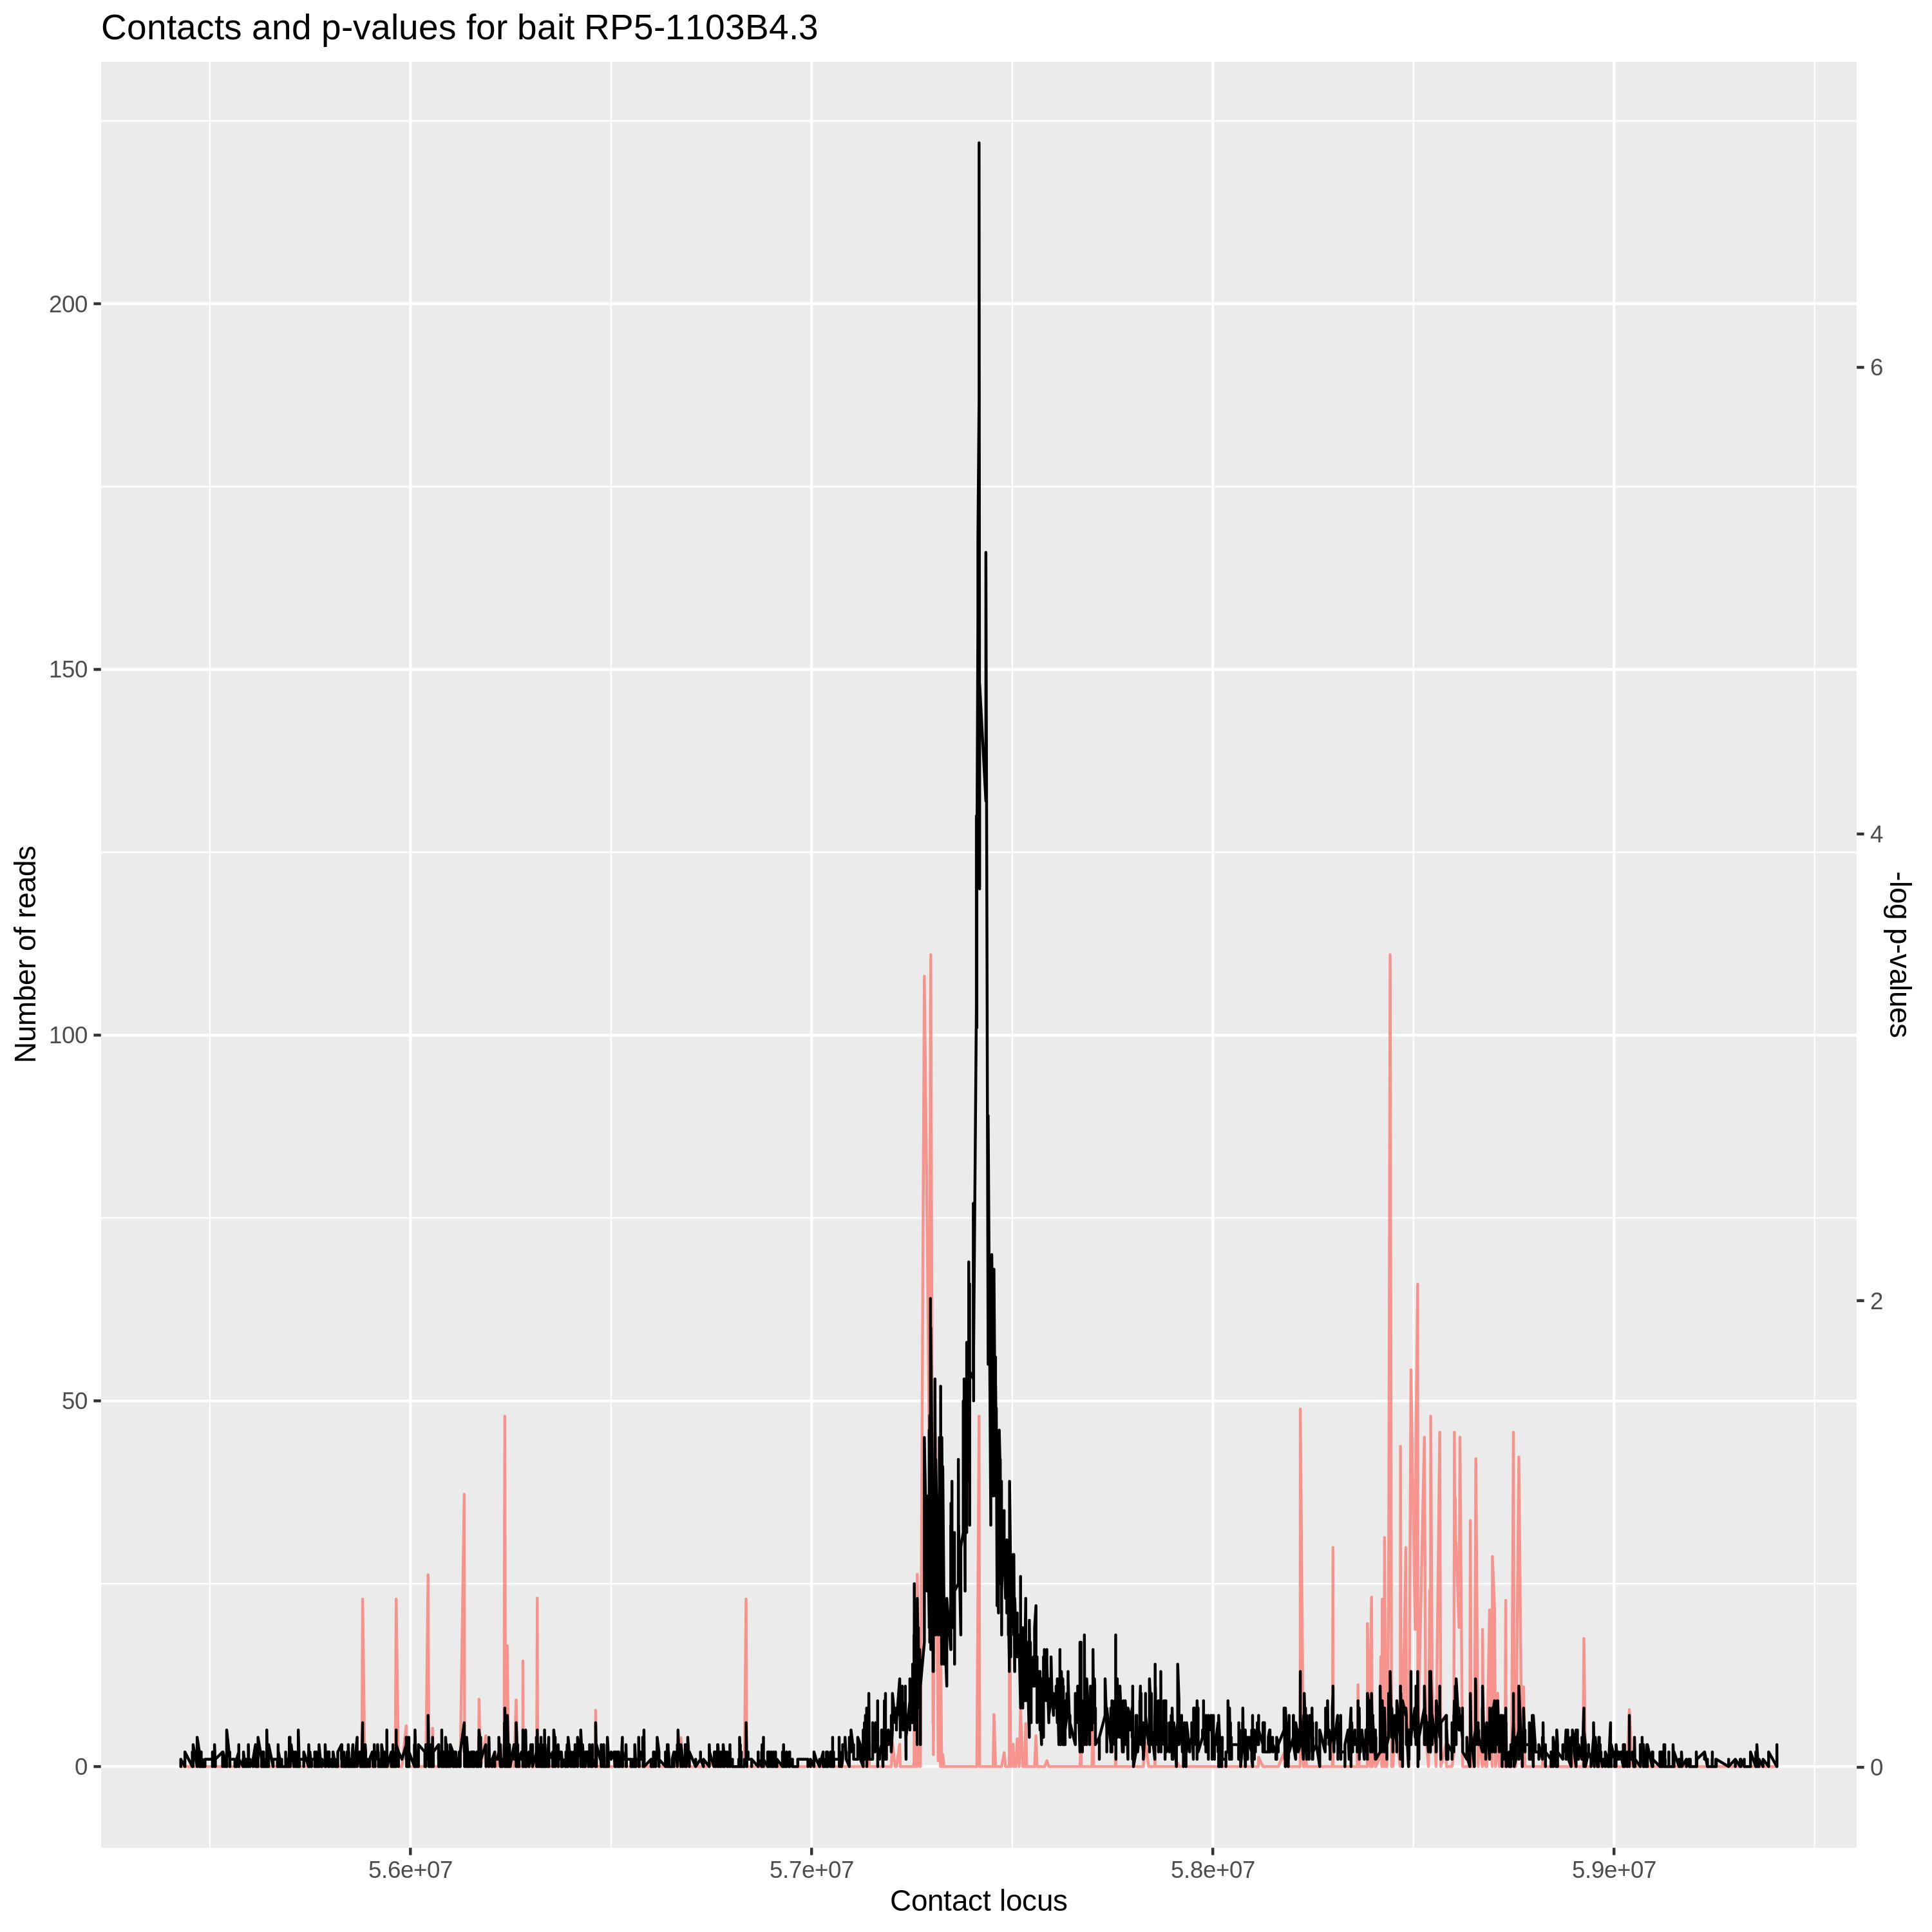 Contacts and p-values for bait RP5-1103B4.3
200
150
100
50
0
Number of reads
6
4
2
0
-log p-values
5.6e+07
5.7e+07
5.8e+07
5.9e+07
Contact locus